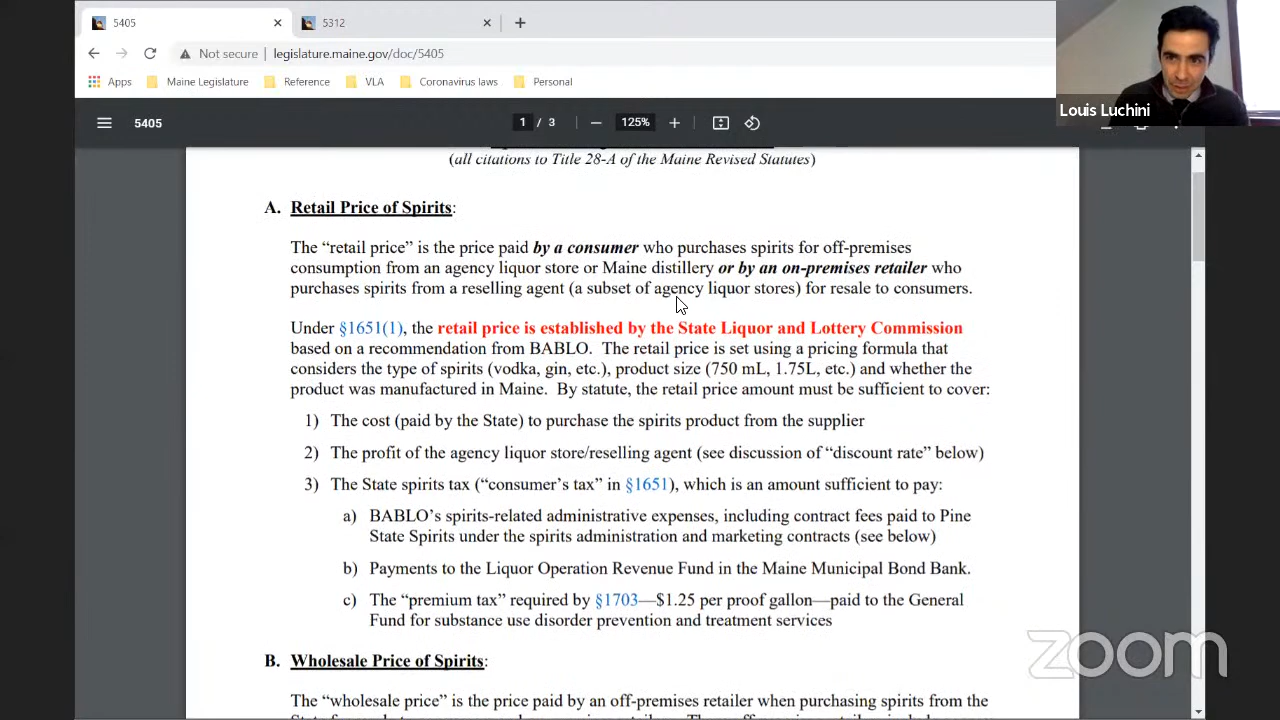 5405
5312
Not secure | legislature.maine.gov/doc/5405
Apps Maine Legislature Reference VLA Coronavirus laws Personal
Louis Luchini
5405 1 / 3 125%
(all citations to Title 28-A of the Maine Revised Statutes)
A. Retail Price of Spirits:
The “retail price” is the price paid by a consumer who purchases spirits for off-premises
consumption from an agency liquor store or Maine distillery or by an on-premises retailer who
purchases spirits from a reselling agent (a subset of agency liquor stores) for resale to consumers.
Under §1651(1), the retail price is established by the State Liquor and Lottery Commission
based on a recommendation from BABLO. The retail price is set using a pricing formula that
considers the type of spirits (vodka, gin, etc.), product size (750 mL, 1.75L, etc.) and whether the
product was manufactured in Maine. By statute, the retail price amount must be sufficient to cover:
1) The cost (paid by the State) to purchase the spirits product from the supplier
2) The profit of the agency liquor store/reselling agent (see discussion of “discount rate” below)
3) The State spirits tax (“consumer’s tax” in §1651), which is an amount sufficient to pay:
a) BABLO’s spirits-related administrative expenses, including contract fees paid to Pine
State Spirits under the spirits administration and marketing contracts (see below)
b) Payments to the Liquor Operation Revenue Fund in the Maine Municipal Bond Bank.
c) The “premium tax” required by §1703—$1.25 per proof gallon—paid to the General
Fund for substance use disorder prevention and treatment services
zoom
B. Wholesale Price of Spirits:
The “wholesale price” is the price paid by an off-premises retailer when purchasing spirits from the